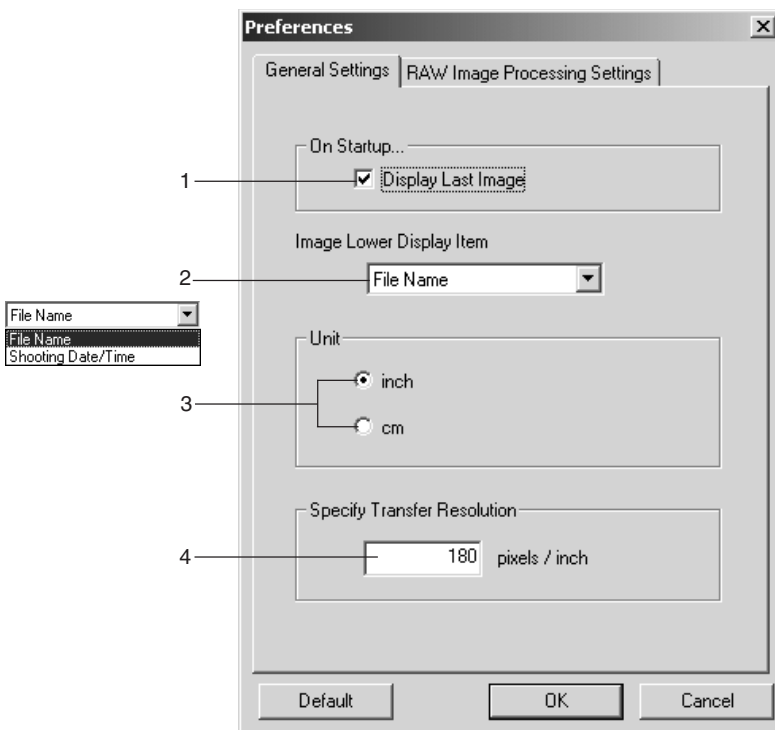 Preferences
General Settings
RAW Image Processing Settings
On Startup...
1
Display Last Image
Image Lower Display Item
2
File Name
File Name
File Name
Shooting Date/Time
Unit
3
inch
cm
Specify Transfer Resolution
4
180 pixels / inch
Default
OK
Cancel